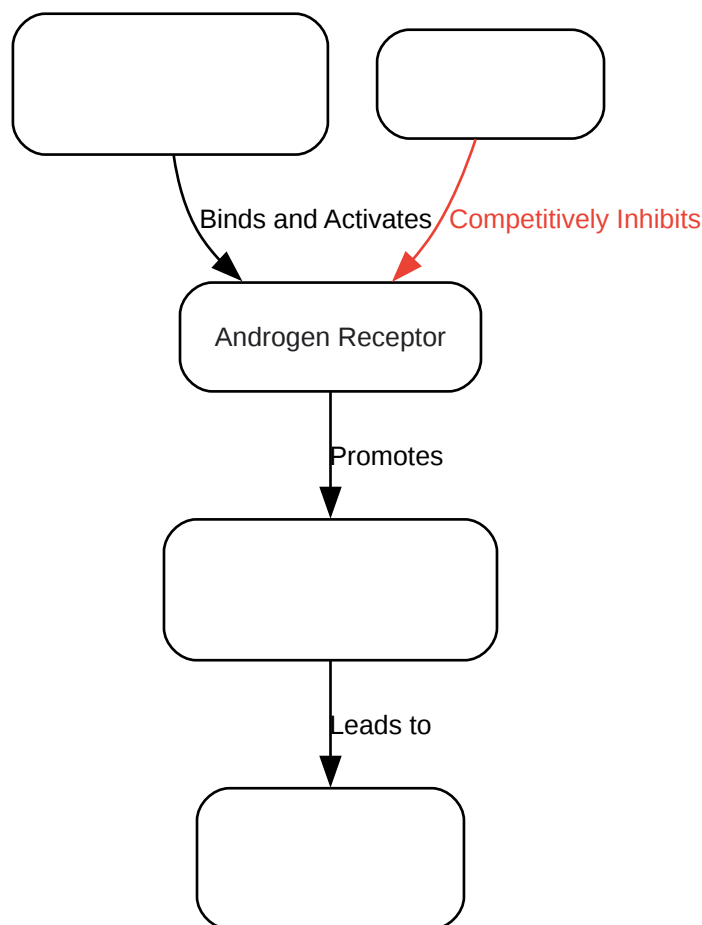 Binds and Activates
Competitively Inhibits
Androgen Receptor
Promotes
Leads to